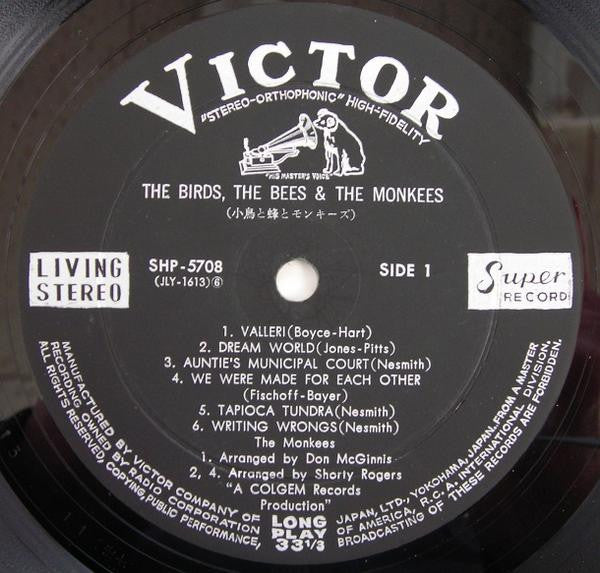 VICTOR
"STEREO-ORTHOPHONIC" HIGH-FIDELITY
"HIS MASTER'S VOICE"
THE BIRDS, THE BEES & THE MONKEES
(小鳥と蜂とモンキーズ)
LIVING
STEREO
SHP-5708
(JLY-1613)⑥
SIDE 1
Super
RECORD
1. VALLERI(Boyce-Hart)
2. DREAM WORLD(Jones-Pitts)
3. AUNTIE'S MUNICIPAL COURT(Nesmith)
4. WE WERE MADE FOR EACH OTHER
(Fischoff-Bayer)
5. TAPIOCA TUNDRA(Nesmith)
6. WRITING WRONGS(Nesmith)
The Monkees
1. Arranged by Don McGinnis
2, 4. Arranged by Shorty Rogers
"A COLGEM Records
Production"
LONG
PLAY
33 1/3
MANUFACTURED BY VICTOR COMPANY OF JAPAN, LTD., YOKOHAMA, JAPAN. FROM A MASTER
RECORDING OWNED BY RADIO CORPORATION OF AMERICA, R.C.A. INTERNATIONAL DIVISION.
ALL RIGHTS RESERVED, COPYING, PUBLIC PERFORMANCE, BROADCASTING OF THESE RECORDS ARE FORBIDDEN.